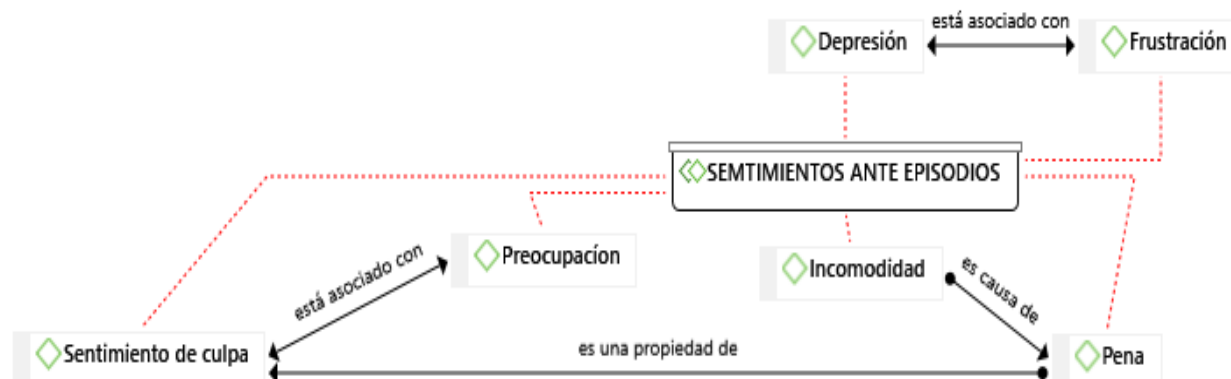 está asociado con
Depresión
Frustración
SEMTIMIENTOS ANTE EPISODIOS
Preocupacíon
Incomodidad
está asociado con
es causa de
Sentimiento de culpa
es una propiedad de
Pena